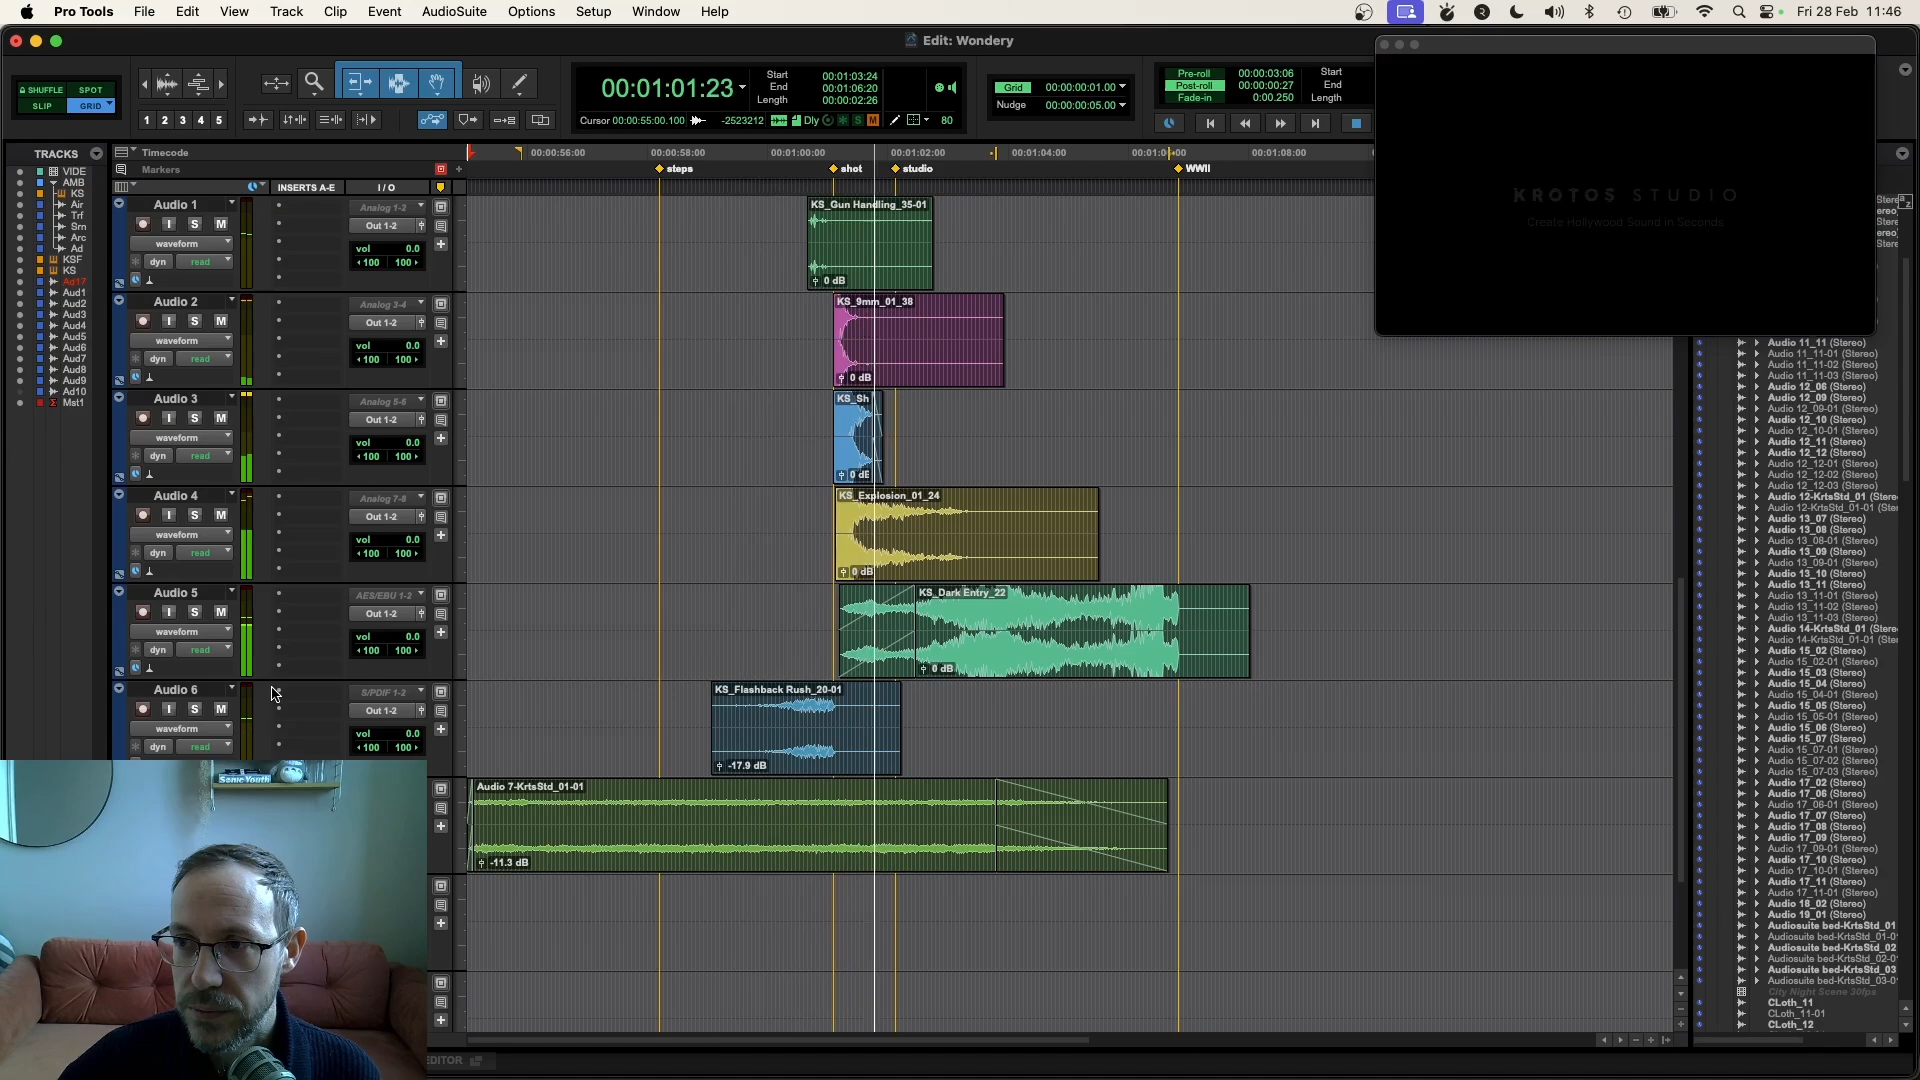 Pro Tools File Edit View Track Clip Event AudioSuite Options Setup Window Help
Fri 28 Feb 11:46
Edit: Wondery
SHUFFLE SPOT
SLIP GRID
1 2 3 4 5
00:01:01:23
Start 00:01:03:24
End 00:01:06:20
Length 00:00:02:26
Cursor 00:00:55:00.100 -2523212 Dly S M 80
Grid 00:00:00:01.00
Nudge 00:00:00:05.00
Pre-roll 00:00:03:06 Start
Post-roll 00:00:00:27 End
Fade-in 0:00.250 Length
KROTOS STUDIO
Create Hollywood Sound in Seconds
TRACKS
VIDE
AMB
KS
Air
Trf
Srn
Arc
Ad
KSF
KS
Ad17
Aud1
Aud2
Aud3
Aud4
Aud5
Aud6
Aud7
Aud8
Aud9
Ad10
Mst1
Timecode 00:00:56:00 00:00:58:00 00:01:00:00 00:01:02:00 00:01:04:00 00:01:08:00
Markers steps shot studio WWII
INSERTS A-E I / O
Audio 1 Analog 1-2
I S M Out 1-2
waveform vol 0.0
dyn read 100 100
KS_Gun Handling_35-01
0 dB
Audio 2 Analog 3-4
I S M Out 1-2
waveform vol 0.0
dyn read 100 100
KS_9mm_01_38
0 dB
Audio 3 Analog 5-6
I S M Out 1-2
waveform vol 0.0
dyn read 100 100
KS_Sh
0 dB
Audio 4 Analog 7-8
I S M Out 1-2
waveform vol 0.0
dyn read 100 100
KS_Explosion_01_24
0 dB
Audio 5 AES/EBU 1-2
I S M Out 1-2
waveform vol 0.0
dyn read 100 100
KS_Dark Entry_22
0 dB
Audio 6 S/PDIF 1-2
I S M Out 1-2
waveform vol 0.0
dyn read 100 100
KS_Flashback Rush_20-01
-17.9 dB
Audio 7-KrtsStd_01-01
-11.3 dB
Sonic Youth
EDITOR
Audio 11_11 (Stereo)
Audio 11_11-01 (Stereo)
Audio 11_11-02 (Stereo)
Audio 11_11-03 (Stereo)
Audio 12_06 (Stereo)
Audio 12_09 (Stereo)
Audio 12_09-01 (Stereo)
Audio 12_10 (Stereo)
Audio 12_10-01 (Stereo)
Audio 12_11 (Stereo)
Audio 12_12 (Stereo)
Audio 12_12-01 (Stereo)
Audio 12_12-02 (Stereo)
Audio 12_12-03 (Stereo)
Audio 12-KrtsStd_01 (Stere
Audio 12-KrtsStd_01-01 (Ste
Audio 13_07 (Stereo)
Audio 13_08 (Stereo)
Audio 13_08-01 (Stereo)
Audio 13_09 (Stereo)
Audio 13_09-01 (Stereo)
Audio 13_10 (Stereo)
Audio 13_11 (Stereo)
Audio 13_11-01 (Stereo)
Audio 13_11-02 (Stereo)
Audio 13_11-03 (Stereo)
Audio 14-KrtsStd_01 (Stere
Audio 14-KrtsStd_01-01 (Ste
Audio 15_02 (Stereo)
Audio 15_02-01 (Stereo)
Audio 15_03 (Stereo)
Audio 15_04 (Stereo)
Audio 15_04-01 (Stereo)
Audio 15_05 (Stereo)
Audio 15_05-01 (Stereo)
Audio 15_06 (Stereo)
Audio 15_07 (Stereo)
Audio 15_07-01 (Stereo)
Audio 15_07-02 (Stereo)
Audio 15_07-03 (Stereo)
Audio 17_02 (Stereo)
Audio 17_06 (Stereo)
Audio 17_06-01 (Stereo)
Audio 17_07 (Stereo)
Audio 17_08 (Stereo)
Audio 17_09 (Stereo)
Audio 17_09-01 (Stereo)
Audio 17_10 (Stereo)
Audio 17_10-01 (Stereo)
Audio 17_11 (Stereo)
Audio 17_11-01 (Stereo)
Audio 18_02 (Stereo)
Audio 19_01 (Stereo)
Audiosuite bed-KrtsStd_01
Audiosuite bed-KrtsStd_01-0
Audiosuite bed-KrtsStd_02
Audiosuite bed-KrtsStd_02-0
Audiosuite bed-KrtsStd_03
Audiosuite bed-KrtsStd_03-0
City Night Scene 30fps
CLoth_11
CLoth_11-01
CLoth_12